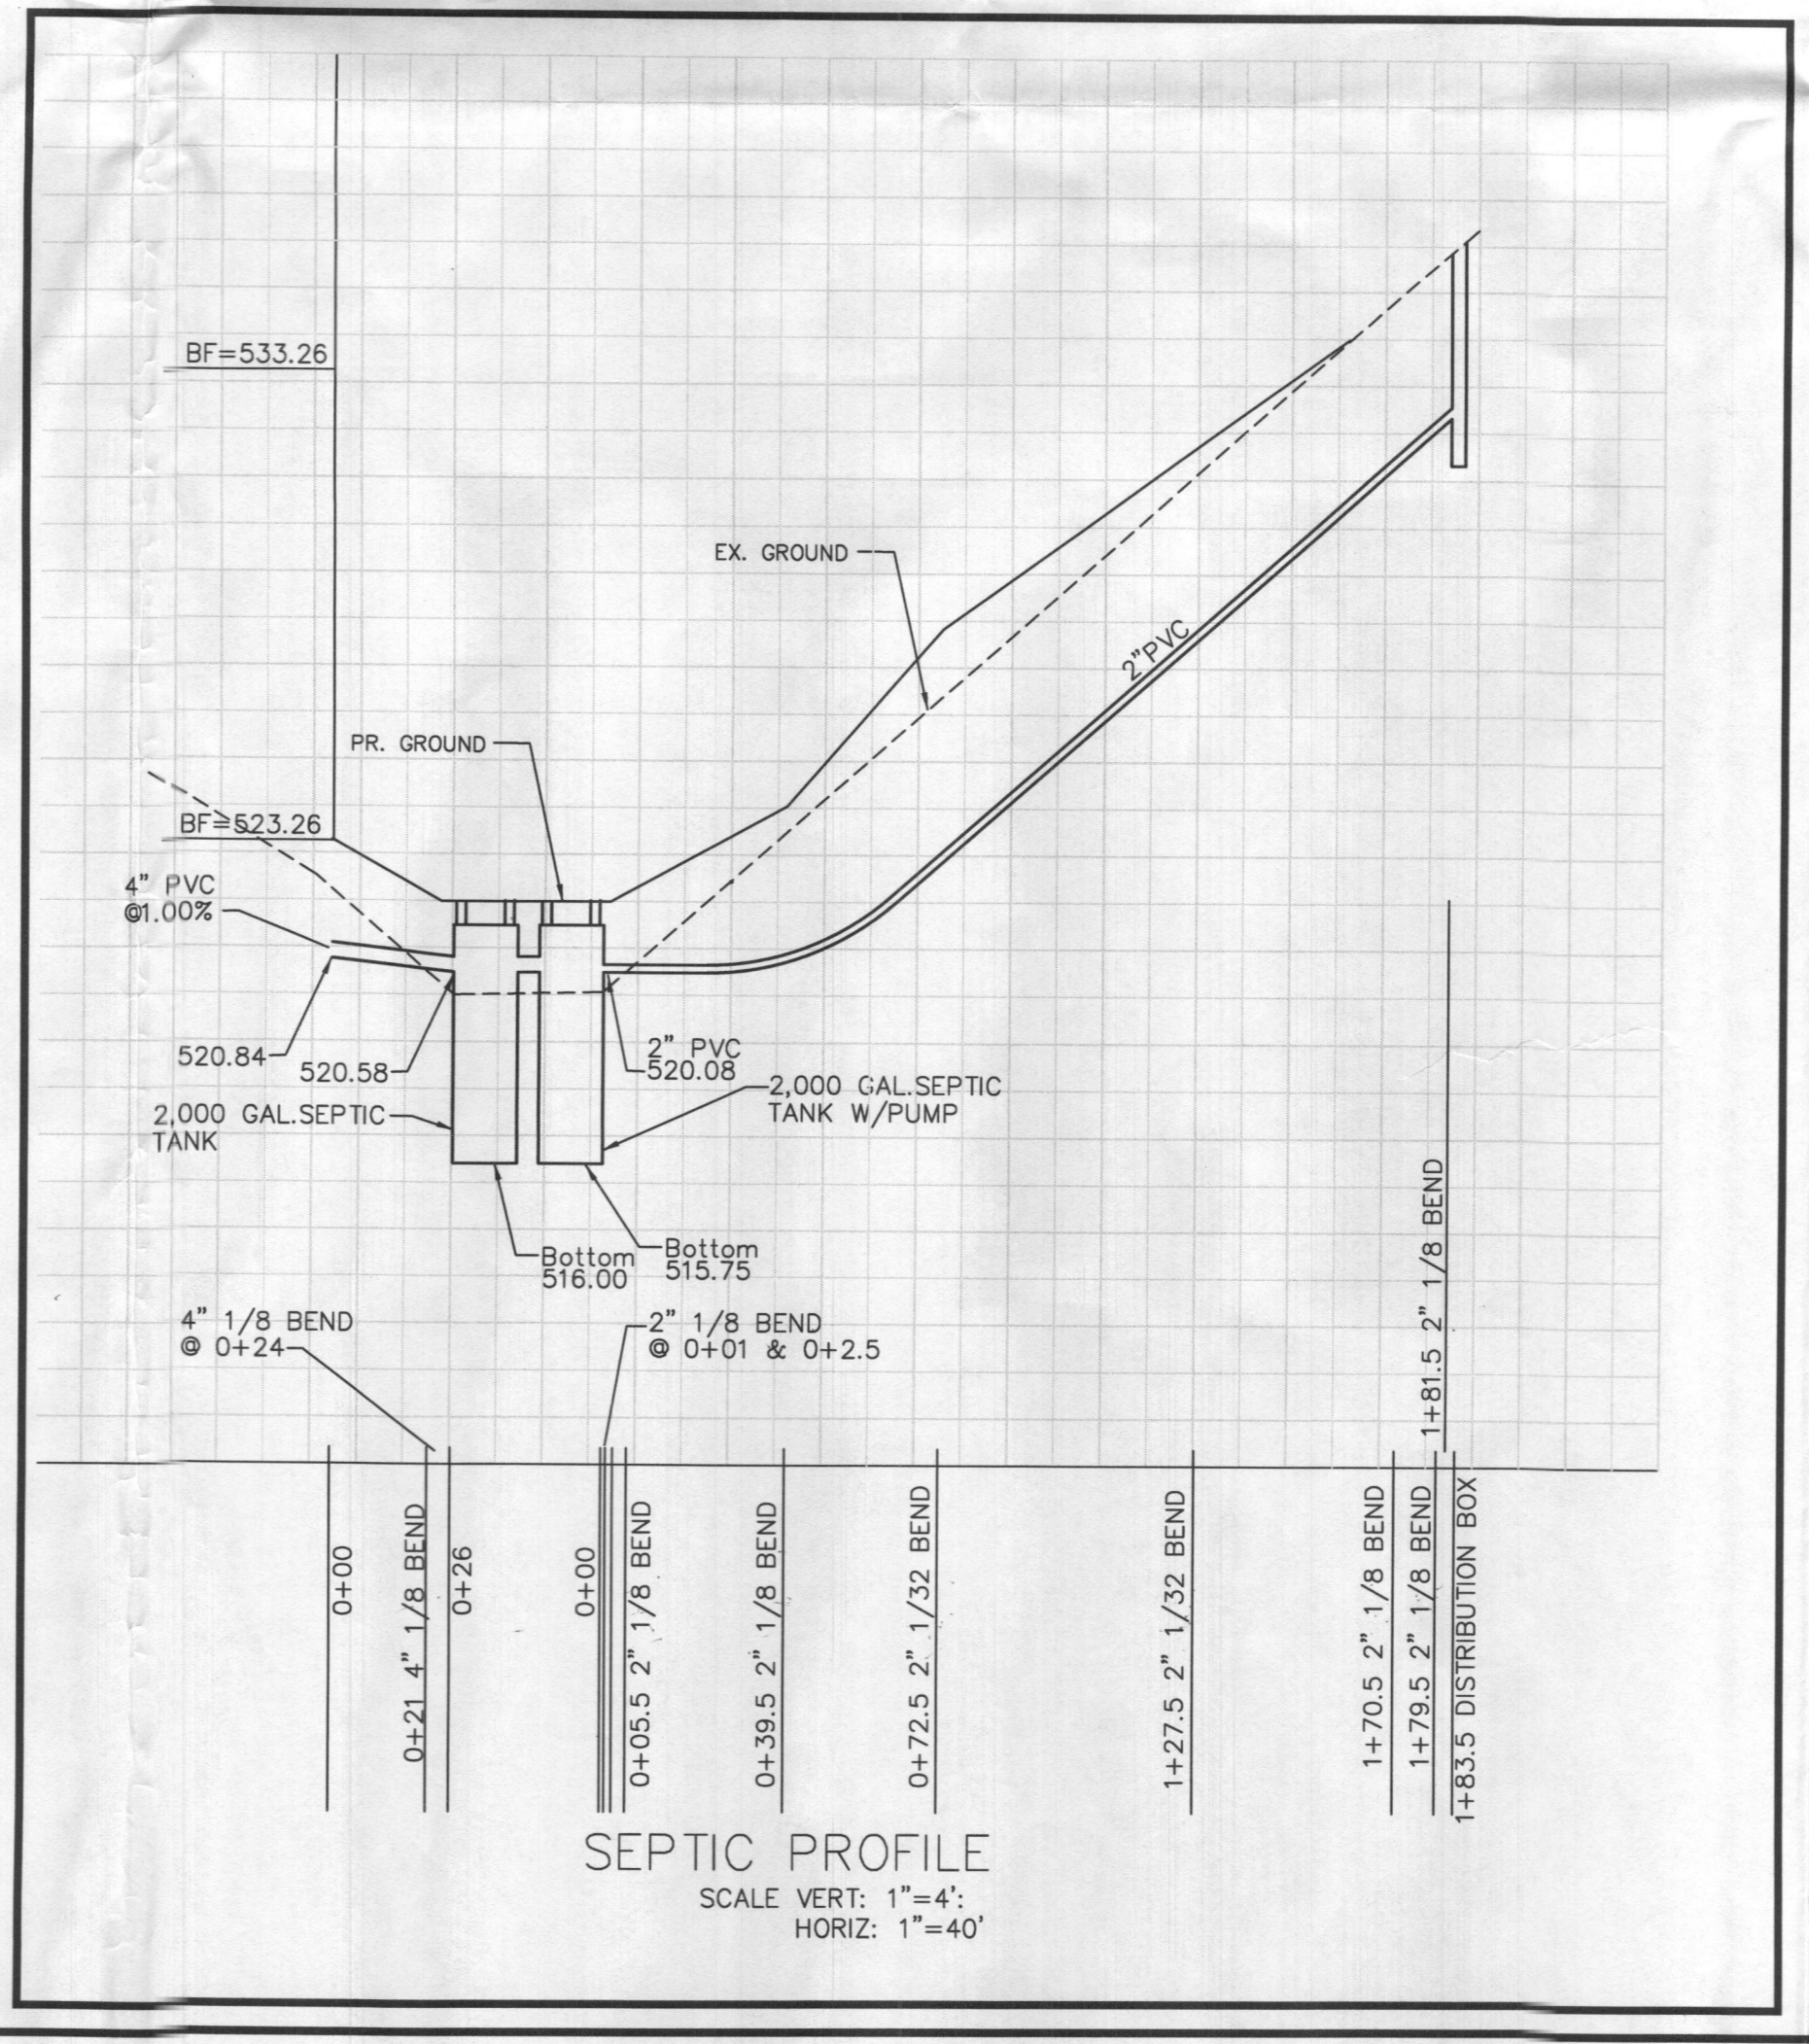 BF=533.26
EX. GROUND
2"PVC
PR. GROUND
BF=523.26
4" PVC
@1.00%
520.84
520.58
2" PVC
520.08
2,000 GAL.SEPTIC
TANK
2,000 GAL.SEPTIC
TANK W/PUMP
Bottom
516.00
Bottom
515.75
4" 1/8 BEND
@ 0+24
2" 1/8 BEND
@ 0+01 & 0+2.5
1+81.5 2" 1/8 BEND
0+00
0+21 4" 1/8 BEND
0+26
0+00
0+05.5 2" 1/8 BEND
0+39.5 2" 1/8 BEND
0+72.5 2" 1/32 BEND
1+27.5 2" 1/32 BEND
1+70.5 2" 1/8 BEND
1+79.5 2" 1/8 BEND
1+83.5 DISTRIBUTION BOX
SEPTIC PROFILE
SCALE VERT: 1"=4':
HORIZ: 1"=40'